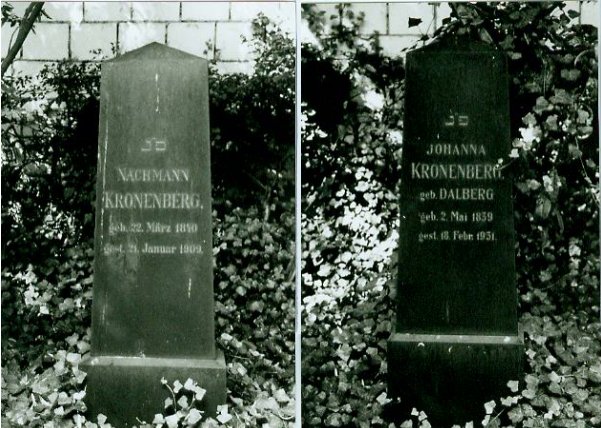 פ״נ
NACHMANN
KRONENBERG,
geb. 22. März 1840
gest. 21. Januar 1909.
פ״נ
JOHANNA
KRONENBERG,
geb. DALBERG
geb. 2. Mai 1839
gest. 18. Febr. 1931.